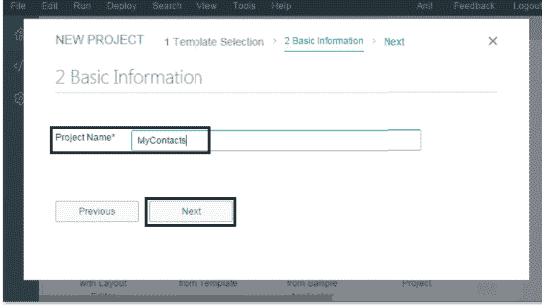 File Edit Run Deploy Search View Tools Help Anil Feedback Logout
NEW PROJECT 1 Template Selection > 2 Basic Information > Next ×
2 Basic Information
Project Name* MyContacts
Previous Next
with Layout from Template from Sample Project